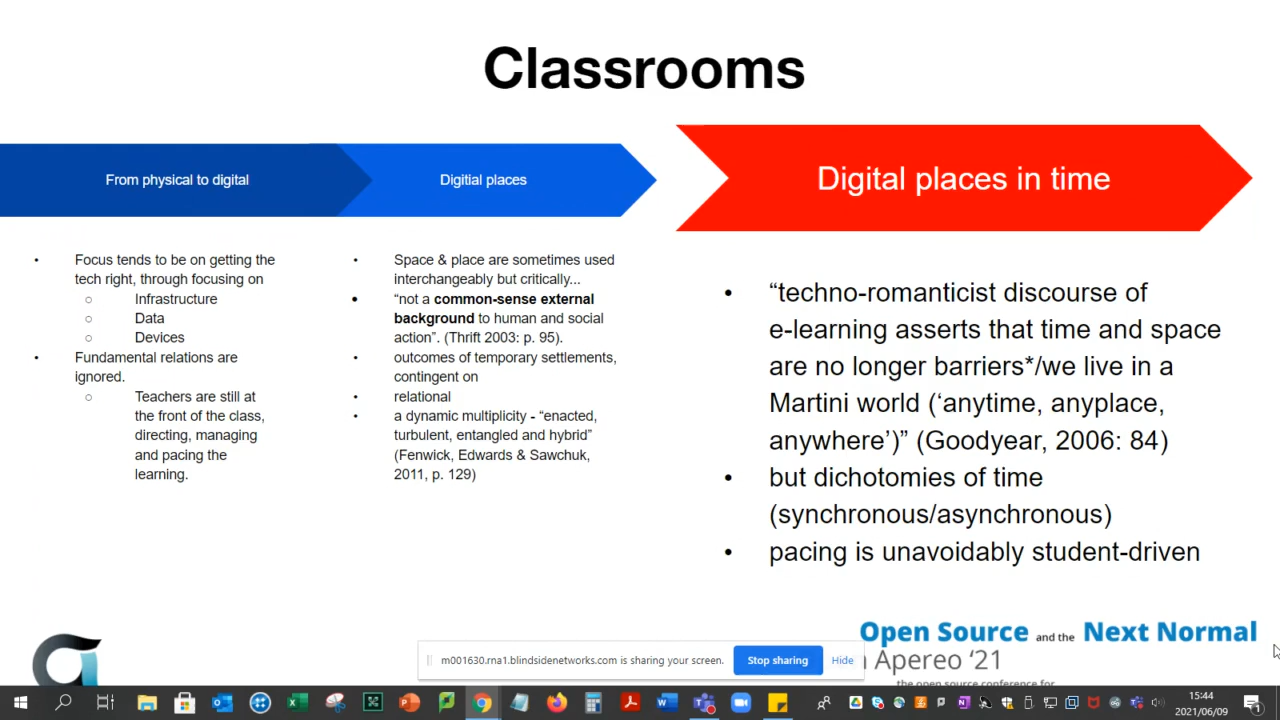 Classrooms
From physical to digital
Digitial places
Digital places in time
• Focus tends to be on getting the
tech right, through focusing on
○ Infrastructure
○ Data
○ Devices
• Fundamental relations are
ignored.
○ Teachers are still at
the front of the class,
directing, managing
and pacing the
learning.
• Space & place are sometimes used
interchangeably but critically...
• “not a common-sense external
background to human and social
action”. (Thrift 2003: p. 95).
• outcomes of temporary settlements,
contingent on
• relational
• a dynamic multiplicity - “enacted,
turbulent, entangled and hybrid”
(Fenwick, Edwards & Sawchuk,
2011, p. 129)
• “techno-romanticist discourse of
e-learning asserts that time and space
are no longer barriers*/we live in a
Martini world (‘anytime, anyplace,
anywhere’)” (Goodyear, 2006: 84)
• but dichotomies of time
(synchronous/asynchronous)
• pacing is unavoidably student-driven
Open Source and the Next Normal
Apereo ‘21
the open source conference for
m001630.rna1.blindsidenetworks.com is sharing your screen.
Stop sharing
Hide
15:44
2021/06/09